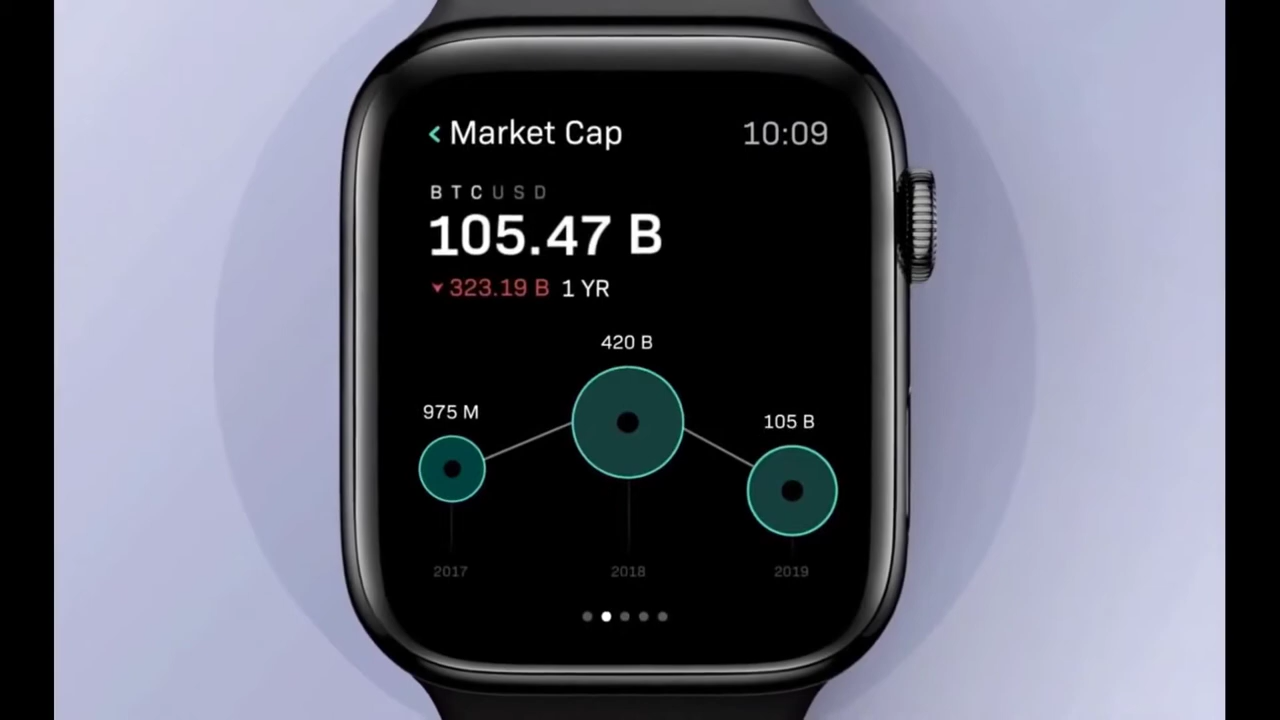 Market Cap 10:09
BTCUSD
105.47 B
323.19 B 1 YR
420 B
975 M
105 B
2017 2018 2019